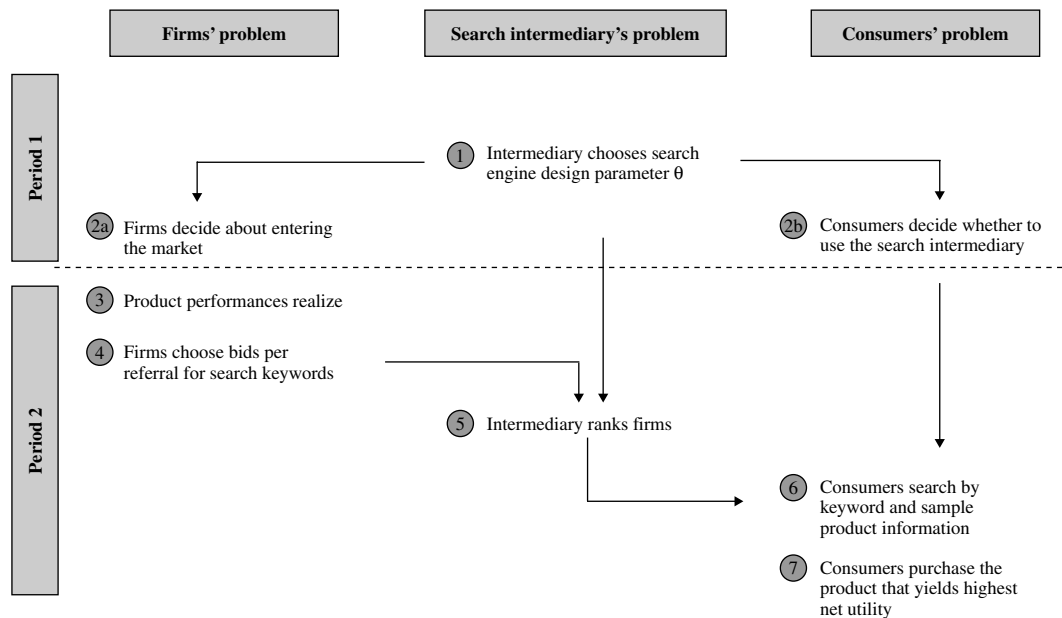 Firms’ problem
Search intermediary’s problem
Consumers’ problem
Period 1
1 Intermediary chooses search
engine design parameter θ
2a Firms decide about entering
the market
2b Consumers decide whether to
use the search intermediary
Period 2
3 Product performances realize
4 Firms choose bids per
referral for search keywords
5 Intermediary ranks firms
6 Consumers search by
keyword and sample
product information
7 Consumers purchase the
product that yields highest
net utility